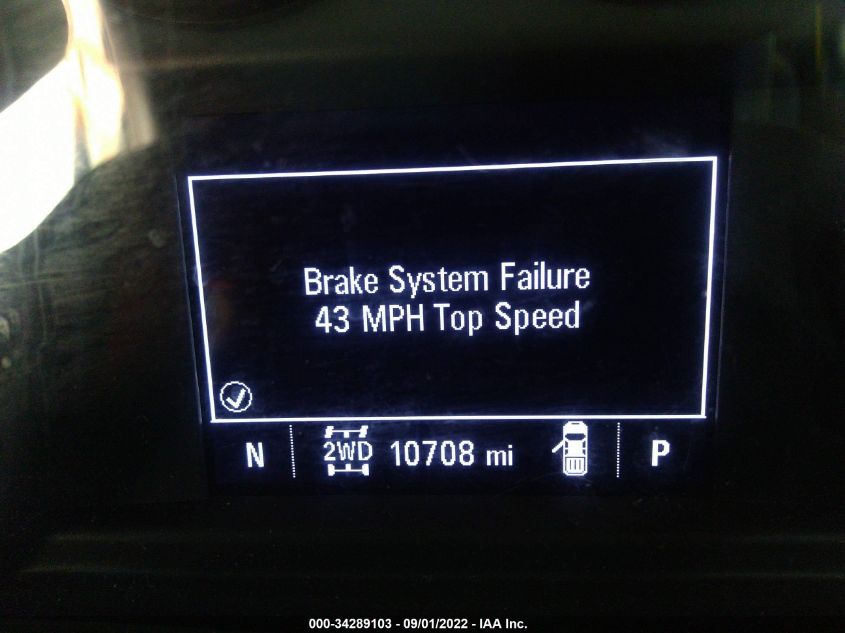 Brake System Failure
43 MPH Top Speed
N 2WD 10708 mi P
000-34289103 - 09/01/2022 - IAA Inc.